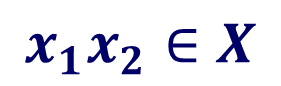 x₁x₂ ∈ X